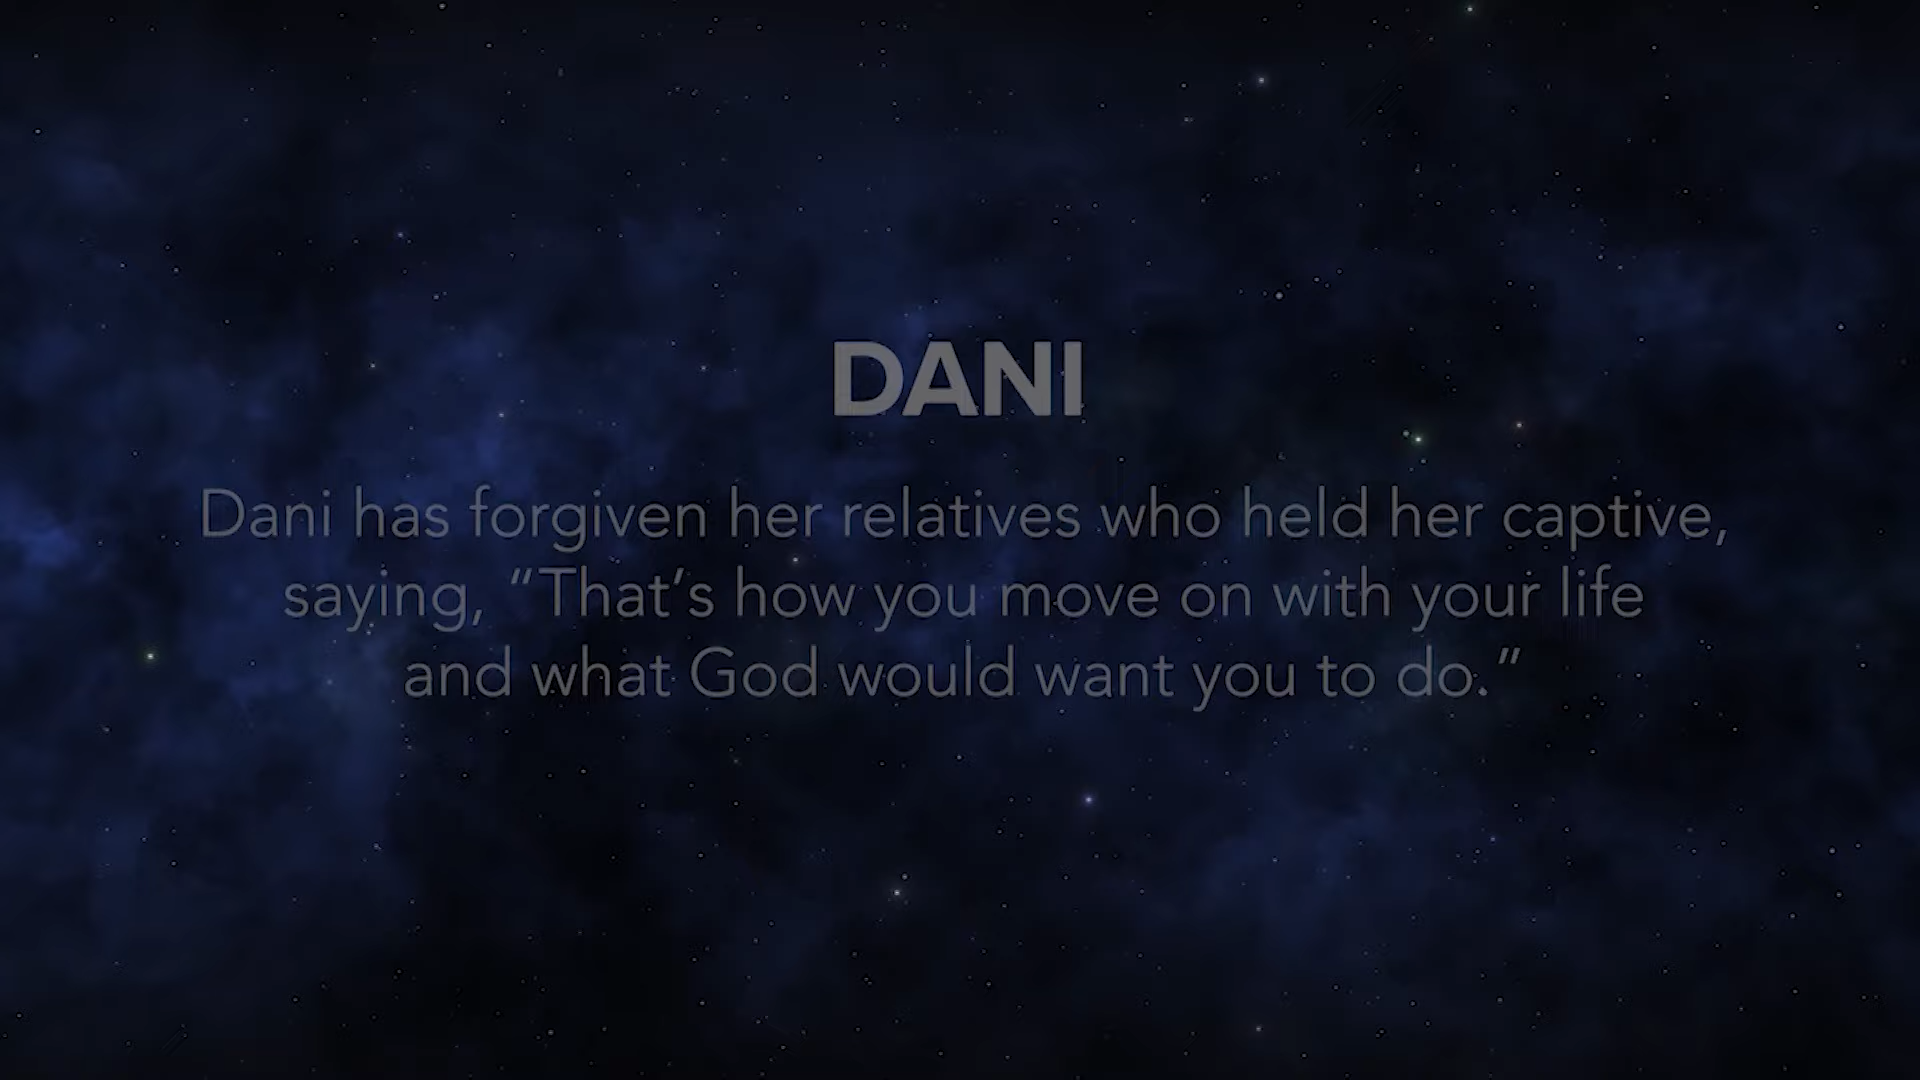 DANI
Dani has forgiven her relatives who held her captive,
saying, “That’s how you move on with your life
and what God would want you to do.”